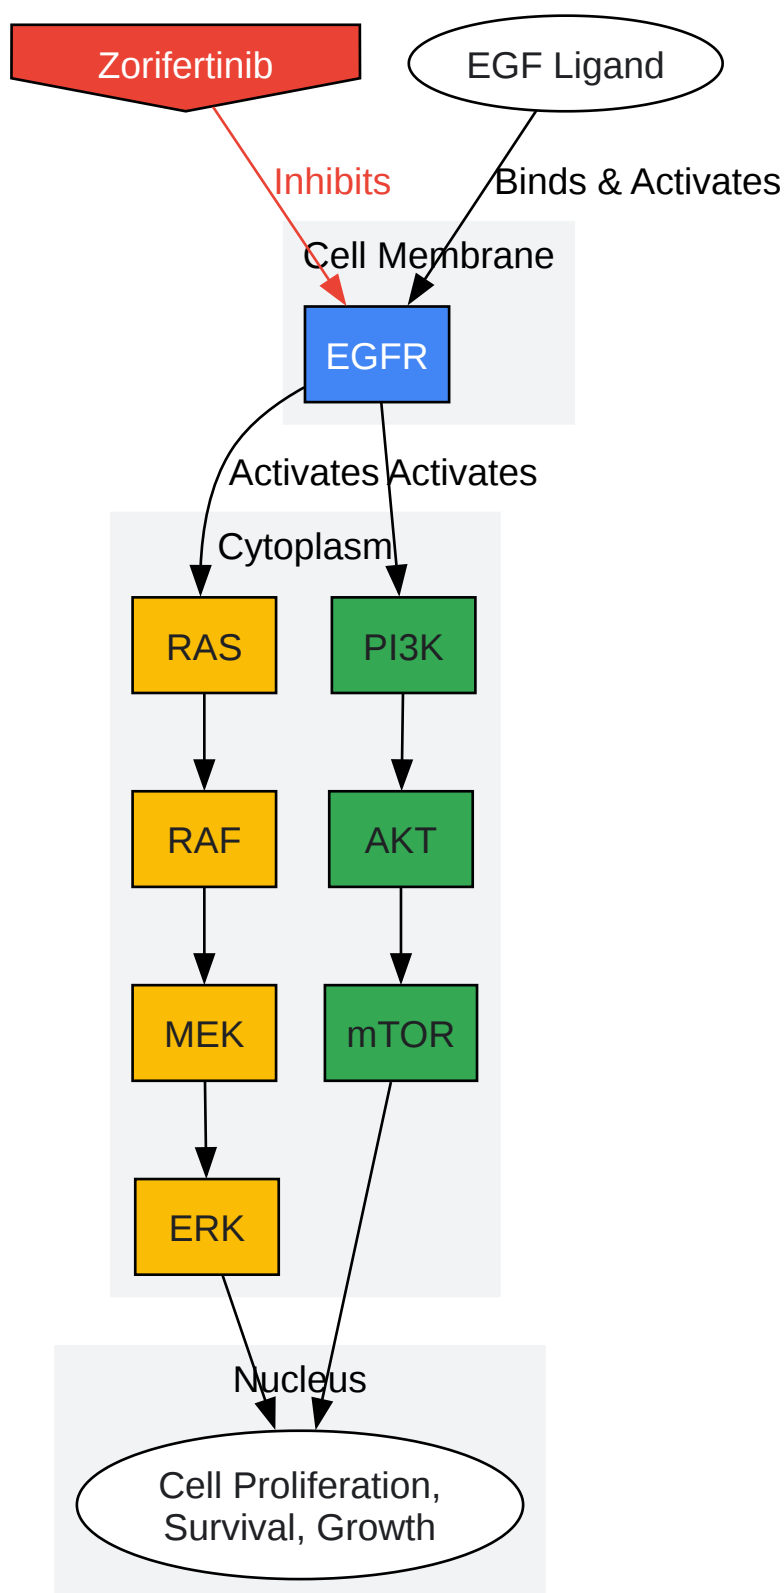 Zorifertinib
EGF Ligand
Inhibits
Binds & Activates
Cell Membrane
EGFR
Activates
Activates
Cytoplasm
RAS
PI3K
RAF
AKT
MEK
mTOR
ERK
Nucleus
Cell Proliferation,
Survival, Growth